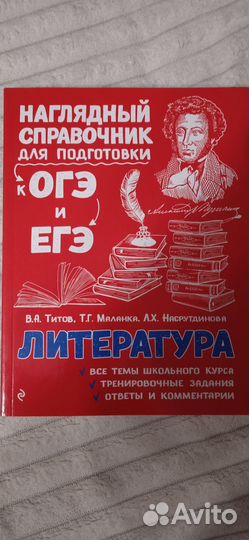 НАГЛЯДНЫЙ
СПРАВОЧНИК
ДЛЯ ПОДГОТОВКИ
К ОГЭ
И
ЕГЭ
В.А. Титов, Т.Г. Маланка, Л.Х. Насрутдинова
ЛИТЕРАТУРА
ВСЕ ТЕМЫ ШКОЛЬНОГО КУРСА
ТРЕНИРОВОЧНЫЕ ЗАДАНИЯ
ОТВЕТЫ И КОММЕНТАРИИ
Avito